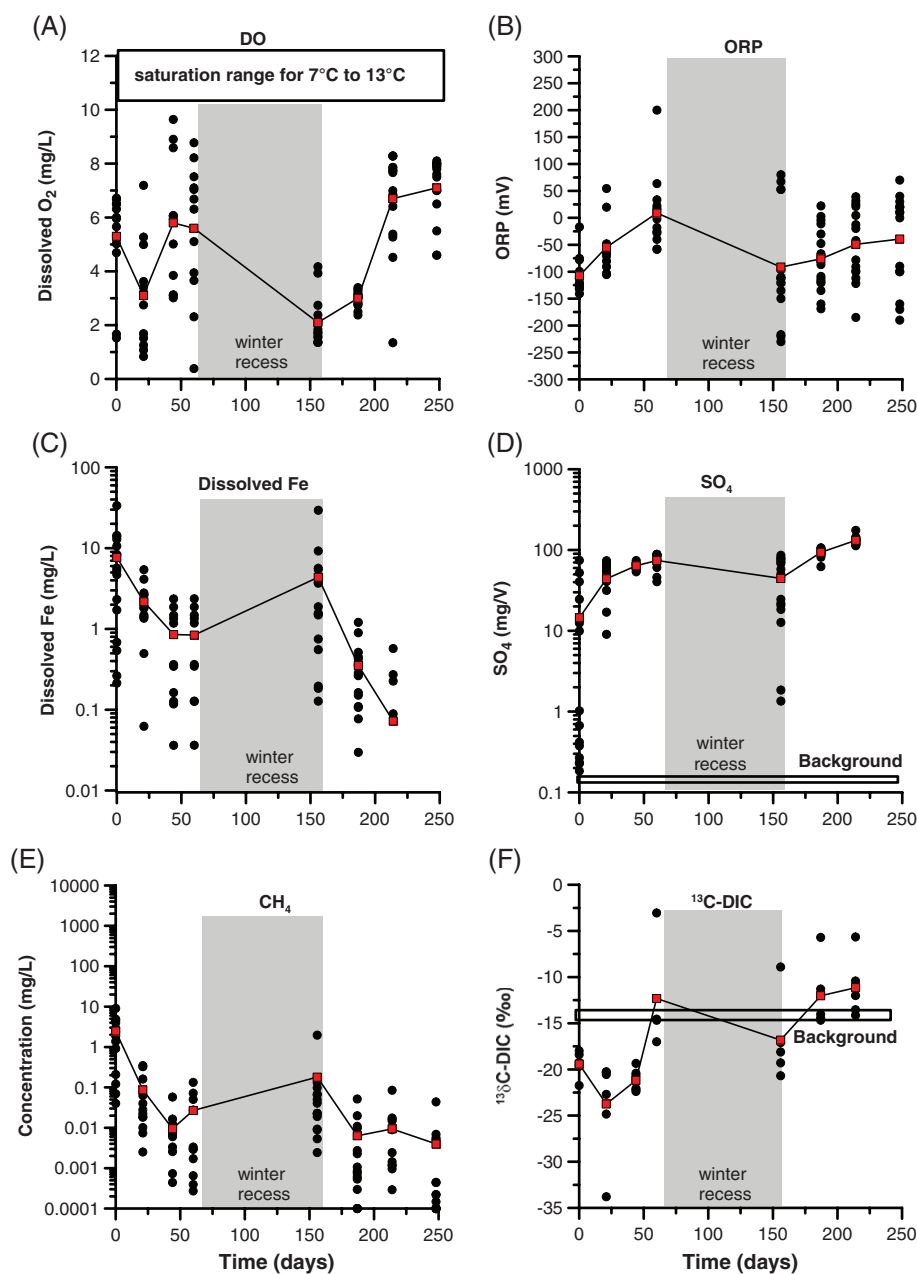 (A)
DO
saturation range for 7°C to 13°C
Dissolved O2 (mg/L)
12
10
8
6
4
2
0
winter
recess
0 50 100 150 200 250
(B)
ORP
ORP (mV)
300
250
200
150
100
50
0
-50
-100
-150
-200
-250
-300
winter
recess
0 50 100 150 200 250
(C)
Dissolved Fe
Dissolved Fe (mg/L)
100
10
1
0.1
0.01
winter
recess
0 50 100 150 200 250
(D)
SO4
SO4 (mg/V)
1000
100
10
1
0.1
winter
recess
Background
0 50 100 150 200 250
(E)
CH4
Concentration (mg/L)
10000
1000
100
10
1
0.1
0.01
0.001
0.0001
winter
recess
0 50 100 150 200 250
Time (days)
(F)
13C-DIC
13δC-DIC (‰)
0
-5
-10
-15
-20
-25
-30
-35
Background
winter
recess
0 50 100 150 200 250
Time (days)